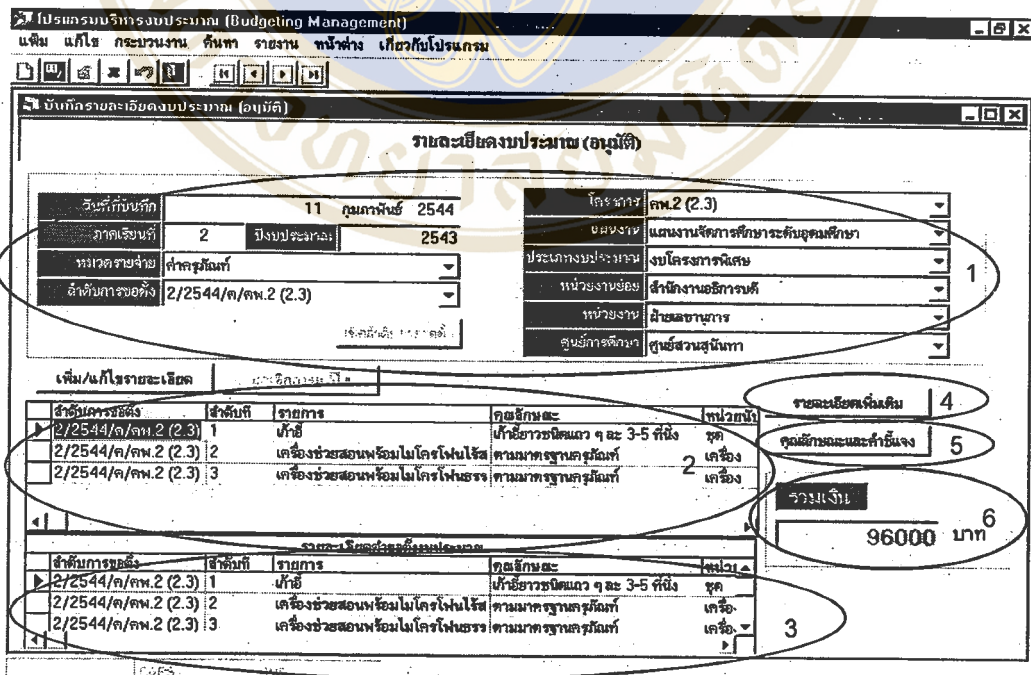 โปรแกรมบริหารงบประมาณ (Budgeting Management)
แฟ้ม แก้ไข กระบวนงาน ค้นหา รายงาน หน้าต่าง เกี่ยวกับโปรแกรม
บันทึกรายละเอียดงบประมาณ (อนุมัติ)
รายละเอียดงบประมาณ (อนุมัติ)
วันที่บันทึก 11 กุมภาพันธ์ 2544
ภาคเรียนที่ 2 ปีงบประมาณ 2543
หมวดรายจ่าย ค่าครุภัณฑ์
ลำดับการขอตั้ง 2/2544/ค/คพ.2 (2.3)
โครงการ คพ.2 (2.3)
แผนงาน แผนงานจัดการศึกษาระดับอุดมศึกษา
ประเภทงบประมาณ งบโครงการพิเศษ
หน่วยงานย่อย สำนักงานอธิการบดี
หน่วยงาน ฝ่ายเลขานุการ
ศูนย์การศึกษา ศูนย์สวนสุนันทา
1
เพิ่ม/แก้ไขรายละเอียด
ลำดับการขอตั้ง ลำดับที่ รายการ คุณลักษณะ หน่วยนับ
2/2544/ค/คพ.2 (2.3) 1 เก้าอี้ เก้าอี้ยาวชนิดแถว ๆ ละ 3-5 ที่นั่ง ชุด
2/2544/ค/คพ.2 (2.3) 2 เครื่องช่วยสอนพร้อมไมโครโฟนไร้ส ตามมาตรฐานครุภัณฑ์ เครื่อง
2/2544/ค/คพ.2 (2.3) 3 เครื่องช่วยสอนพร้อมไมโครโฟนธรร ตามมาตรฐานครุภัณฑ์ เครื่อง
2
รายละเอียดเพิ่มเติม 4
คุณลักษณะและคำชี้แจง 5
รวมเงิน
96000 บาท 6
รายละเอียดคำขอตั้งงบประมาณ
ลำดับการขอตั้ง ลำดับที่ รายการ คุณลักษณะ หน่วย
2/2544/ค/คพ.2 (2.3) 1 เก้าอี้ เก้าอี้ยาวชนิดแถว ๆ ละ 3-5 ที่นั่ง ชุด
2/2544/ค/คพ.2 (2.3) 2 เครื่องช่วยสอนพร้อมไมโครโฟนไร้ส ตามมาตรฐานครุภัณฑ์ เครื่อ
2/2544/ค/คพ.2 (2.3) 3 เครื่องช่วยสอนพร้อมไมโครโฟนธรร ตามมาตรฐานครุภัณฑ์ เครื่อ
3